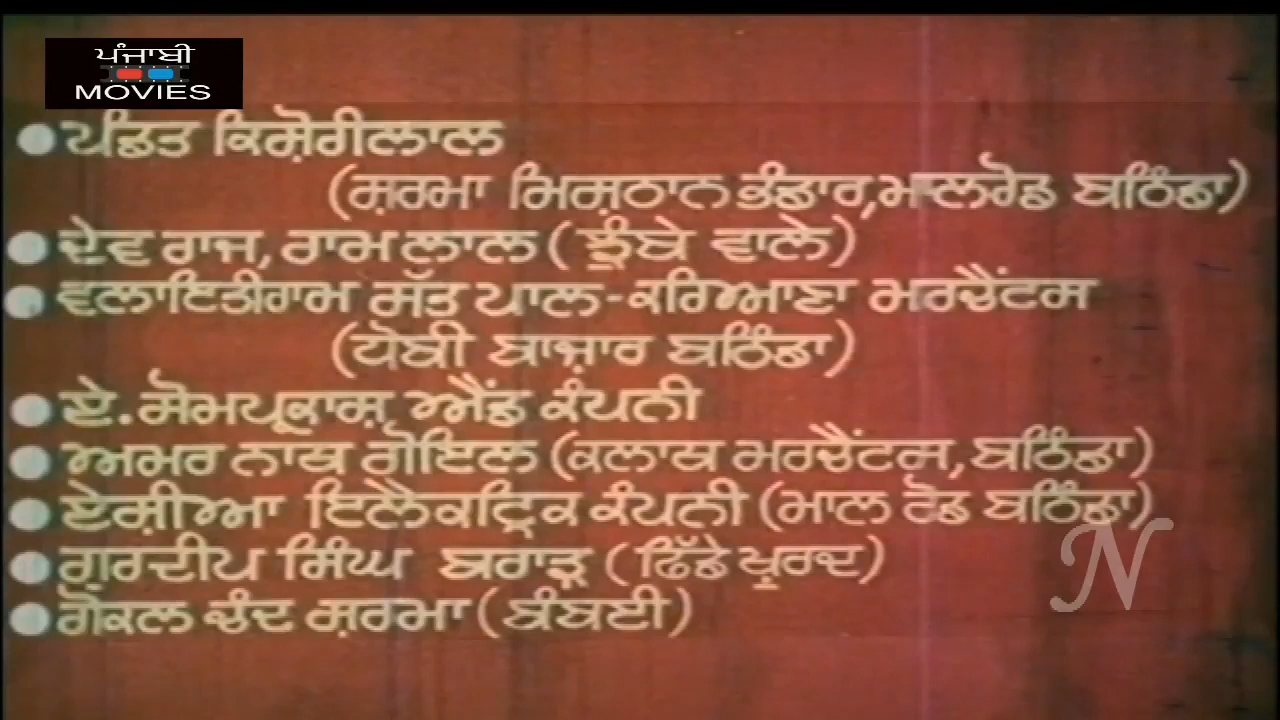 ਪੰਜਾਬੀ
MOVIES
●ਪੰਡਤ ਕਿਸ਼ੋਰੀਲਾਲ
(ਸ਼ਰਮਾ ਮਿਸ਼ਠਾਨ ਭੰਡਾਰ,ਮਾਲਰੋਡ ਬਠਿੰਡਾ)
●ਦੇਵ ਰਾਜ, ਰਾਮ ਲਾਲ (ਝੁੰਬੇ ਵਾਲੇ)
●ਵਲਾਇਤੀਰਾਮ ਸੱਤ ਪਾਲ-ਕਰਿਆਣਾ ਮਰਚੈਂਟਸ
(ਧੋਬੀ ਬਾਜ਼ਾਰ ਬਠਿੰਡਾ)
●ਏ. ਸੋਮਪ੍ਰਕਾਸ਼ ਐਂਡ ਕੰਪਨੀ
●ਅਮਰ ਨਾਥ ਗੋਇਲ (ਕਲਾਥ ਮਰਚੈਂਟਸ, ਬਠਿੰਡਾ)
●ਏਸ਼ੀਆ ਇਲੇਕਟ੍ਰਿਕ ਕੰਪਨੀ (ਮਾਲ ਰੋਡ ਬਠਿੰਡਾ)
●ਗੁਰਦੀਪ ਸਿੰਘ ਬਰਾੜ (ਢਿੱਡੇ ਖੁਰਦ)
●ਗੋਕਲ ਚੰਦ ਸ਼ਰਮਾ (ਬੰਬਈ)
N